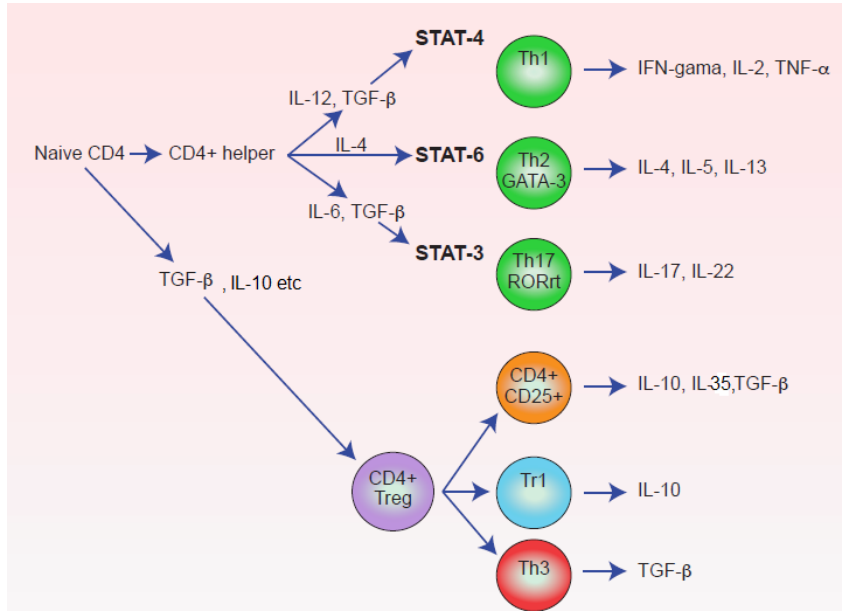 STAT-4
Th1
IFN-gama, IL-2, TNF-α
IL-12, TGF-β
Naive CD4
CD4+ helper
IL-4
STAT-6
Th2
GATA-3
IL-4, IL-5, IL-13
IL-6, TGF-β
STAT-3
Th17
RORrt
IL-17, IL-22
TGF-β , IL-10 etc
CD4+
CD25+
IL-10, IL-35,TGF-β
CD4+
Treg
Tr1
IL-10
Th3
TGF-β